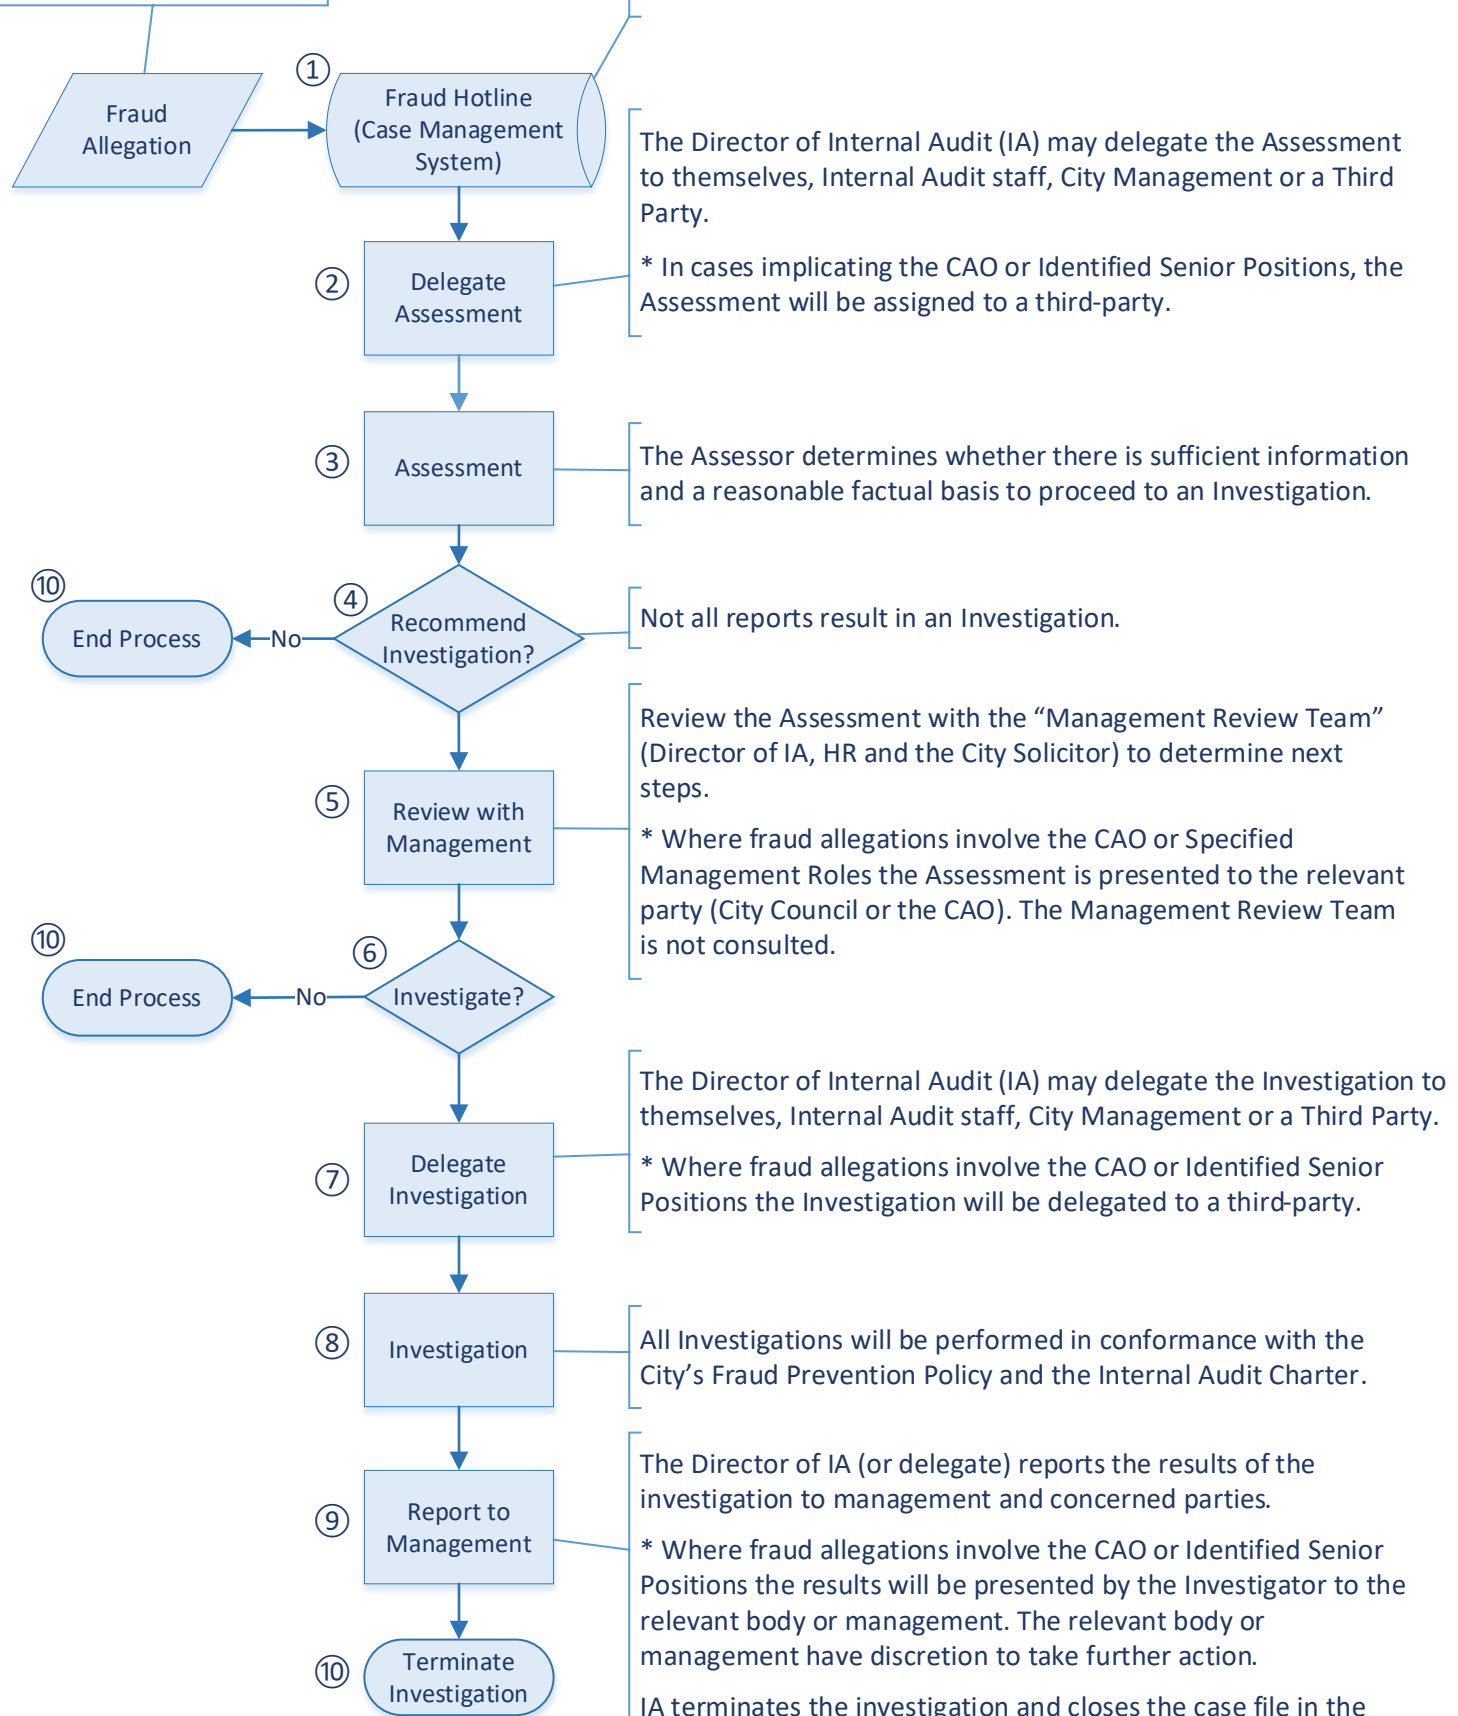 ①
Fraud
Allegation
Fraud Hotline
(Case Management
System)
The Director of Internal Audit (IA) may delegate the Assessment
to themselves, Internal Audit staff, City Management or a Third
Party.
* In cases implicating the CAO or Identified Senior Positions, the
Assessment will be assigned to a third-party.
②
Delegate
Assessment
③
Assessment
The Assessor determines whether there is sufficient information
and a reasonable factual basis to proceed to an Investigation.
④
Recommend
Investigation?
No
⑩
End Process
Not all reports result in an Investigation.
Review the Assessment with the “Management Review Team”
(Director of IA, HR and the City Solicitor) to determine next
steps.
* Where fraud allegations involve the CAO or Specified
Management Roles the Assessment is presented to the relevant
party (City Council or the CAO). The Management Review Team
is not consulted.
⑤
Review with
Management
⑥
Investigate?
No
⑩
End Process
The Director of Internal Audit (IA) may delegate the Investigation to
themselves, Internal Audit staff, City Management or a Third Party.
* Where fraud allegations involve the CAO or Identified Senior
Positions the Investigation will be delegated to a third-party.
⑦
Delegate
Investigation
⑧
Investigation
All Investigations will be performed in conformance with the
City’s Fraud Prevention Policy and the Internal Audit Charter.
⑨
Report to
Management
The Director of IA (or delegate) reports the results of the
investigation to management and concerned parties.
* Where fraud allegations involve the CAO or Identified Senior
Positions the results will be presented by the Investigator to the
relevant body or management. The relevant body or
management have discretion to take further action.
⑩
Terminate
Investigation
IA terminates the investigation and closes the case file in the